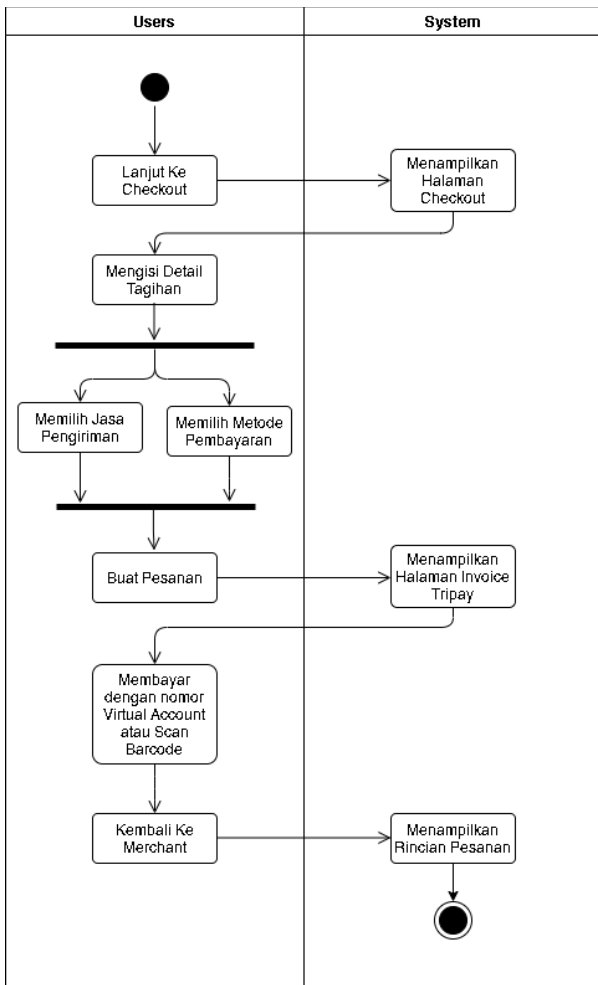 Users
System
Lanjut Ke
Checkout
Menampilkan
Halaman
Checkout
Mengisi Detail
Tagihan
Memilih Jasa
Pengiriman
Memilih Metode
Pembayaran
Buat Pesanan
Menampilkan
Halaman Invoice
Tripay
Membayar
dengan nomor
Virtual Account
atau Scan
Barcode
Kembali Ke
Merchant
Menampilkan
Rincian Pesanan